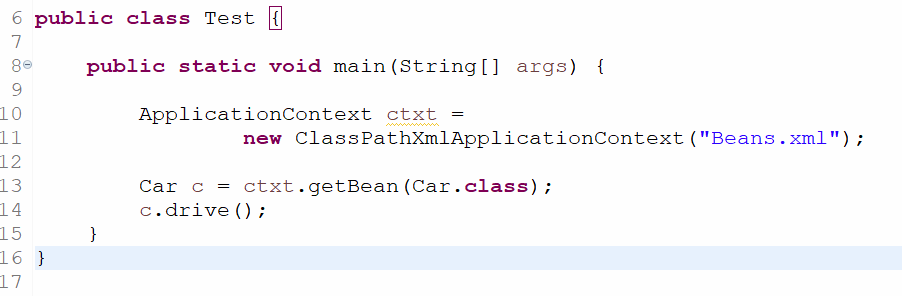 6 public class Test {
7
8 public static void main(String[] args) {
9
10 ApplicationContext ctxt =
11 new ClassPathXmlApplicationContext("Beans.xml");
12
13 Car c = ctxt.getBean(Car.class);
14 c.drive();
15 }
16 }
17